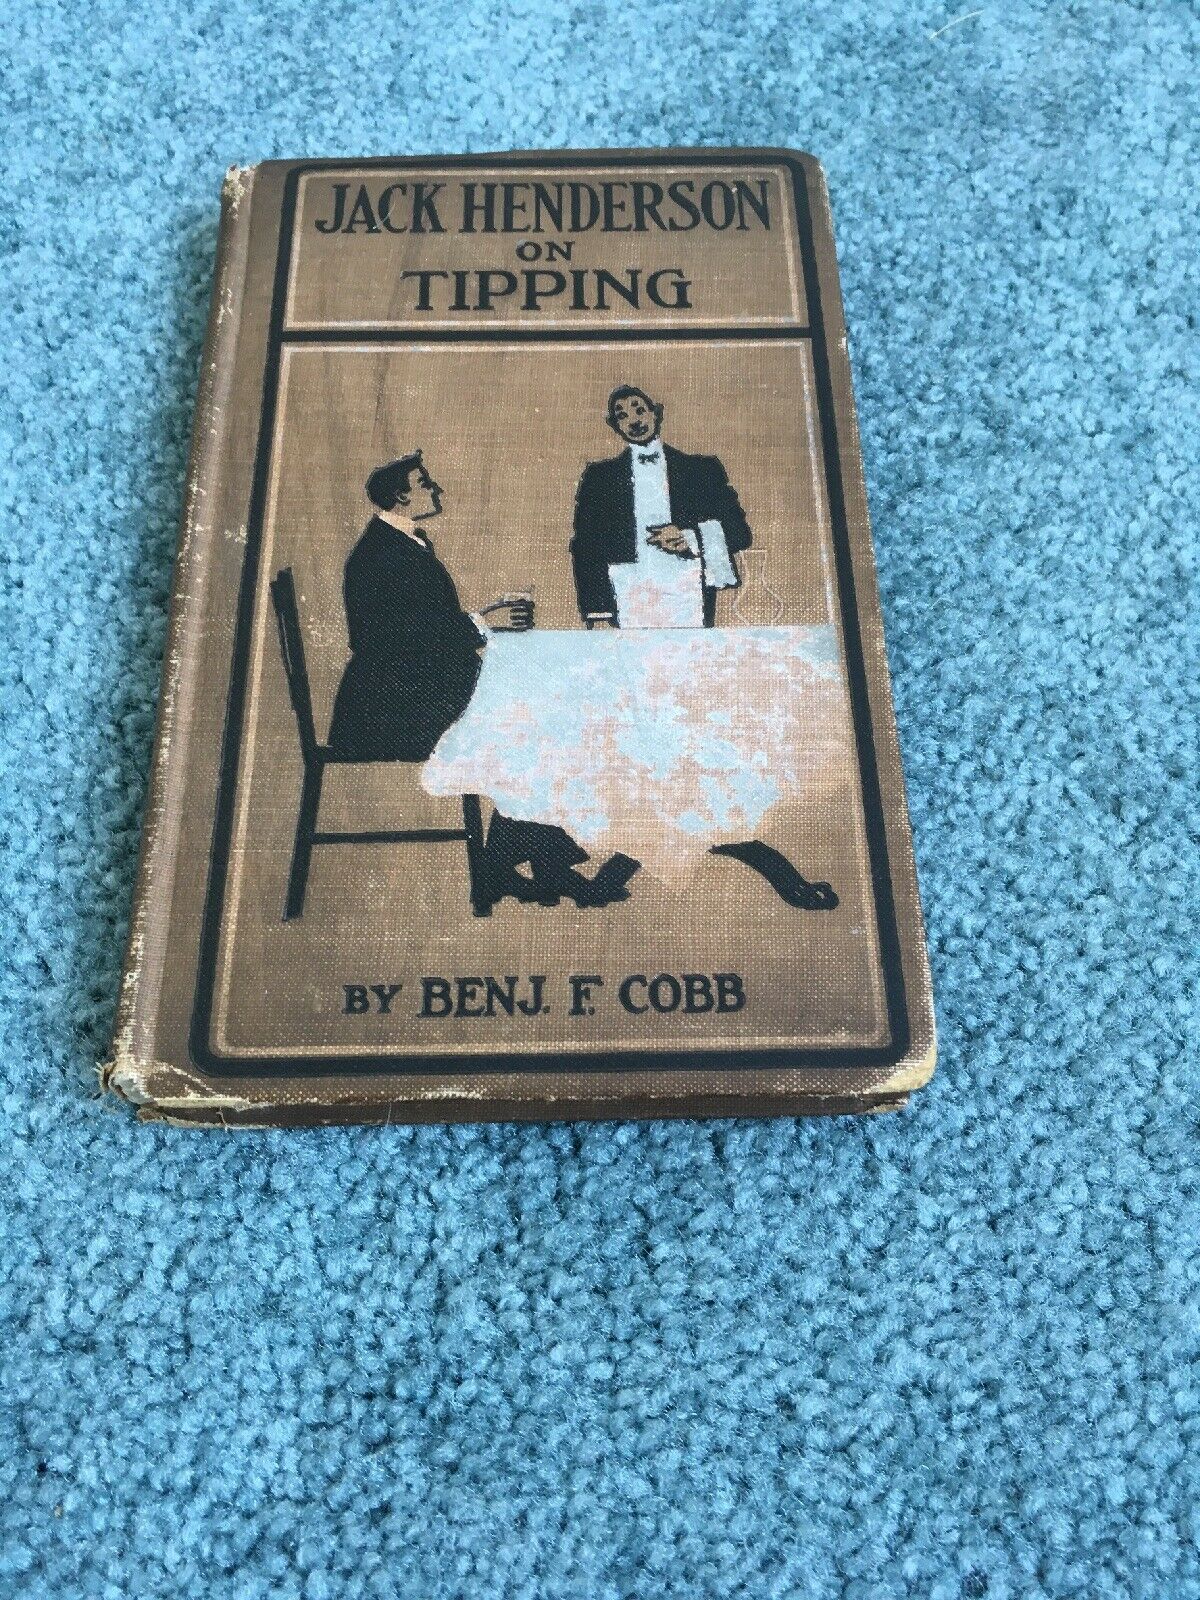 JACK HENDERSON
ON
TIPPING
BY BENJ. F. COBB